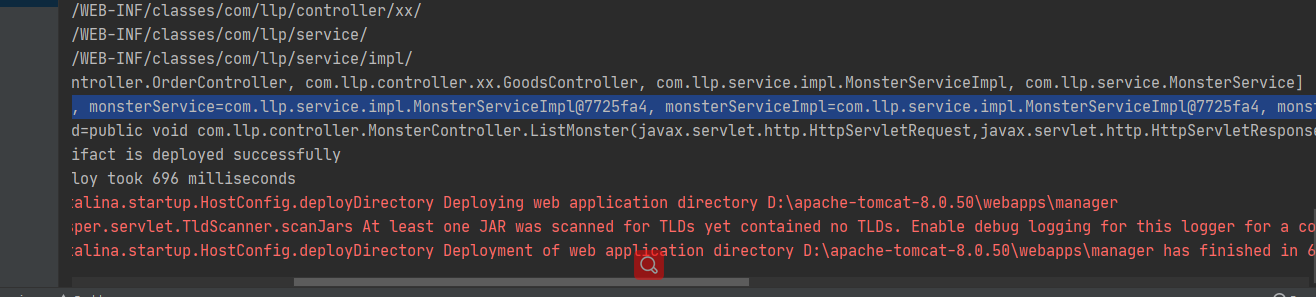 /WEB-INF/classes/com/llp/controller/xx/
/WEB-INF/classes/com/llp/service/
/WEB-INF/classes/com/llp/service/impl/
ntroller.OrderController, com.llp.controller.xx.GoodsController, com.llp.service.impl.MonsterServiceImpl, com.llp.service.MonsterService]
, monsterService=com.llp.service.impl.MonsterServiceImpl@7725fa4, monsterServiceImpl=com.llp.service.impl.MonsterServiceImpl@7725fa4, monst
d=public void com.llp.controller.MonsterController.ListMonster(javax.servlet.http.HttpServletRequest,javax.servlet.http.HttpServletResponse
ifact is deployed successfully
loy took 696 milliseconds
talina.startup.HostConfig.deployDirectory Deploying web application directory D:\apache-tomcat-8.0.50\webapps\manager
sper.servlet.TldScanner.scanJars At least one JAR was scanned for TLDs yet contained no TLDs. Enable debug logging for this logger for a co
talina.startup.HostConfig.deployDirectory Deployment of web application directory D:\apache-tomcat-8.0.50\webapps\manager has finished in 6